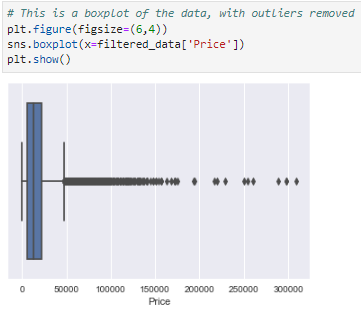 # This is a boxplot of the data, with outliers removed
plt.figure(figsize=(6,4))
sns.boxplot(x=filtered_data['Price'])
plt.show()
0 50000 100000 150000 200000 250000 300000
Price